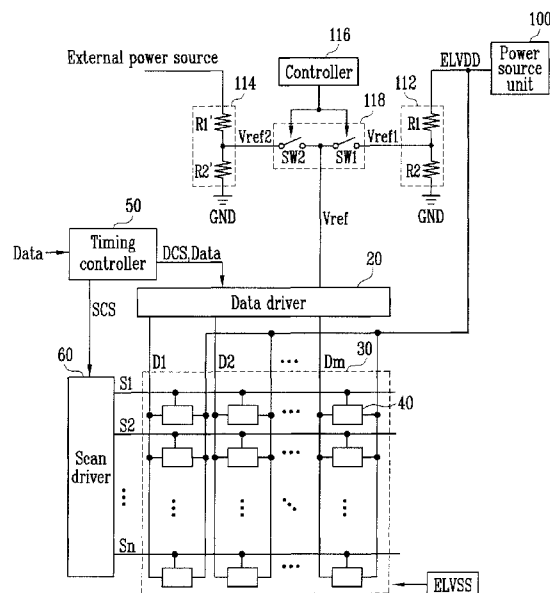 100
116
External power source
Controller
ELVDD
Power
source
unit
114
118
112
R1'
Vref2
Vref1
R1
R2'
SW2
SW1
R2
GND
GND
50
Vref
Data
Timing
controller
DCS,Data
20
SCS
Data driver
60
D1
D2
...
Dm
30
S1
...
40
S2
...
Scan
driver
Sn
...
ELVSS